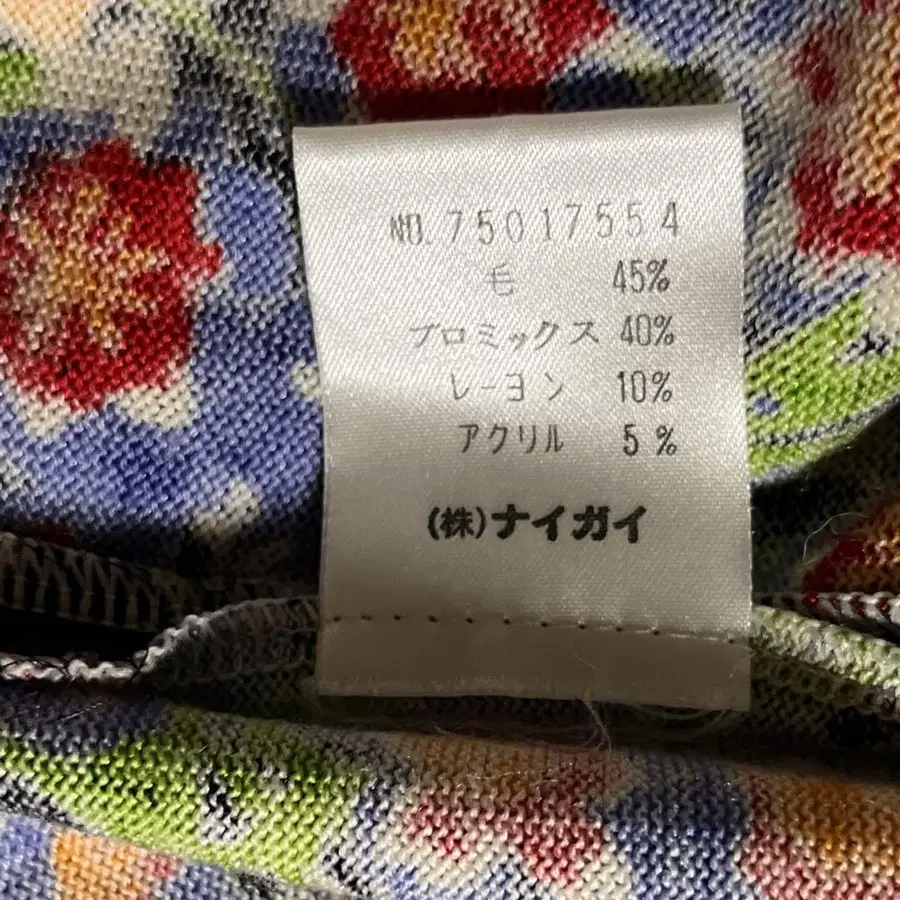 NO.75017554
毛 45%
プロミックス 40%
レーヨン 10%
アクリル 5%
(株)ナイガイ